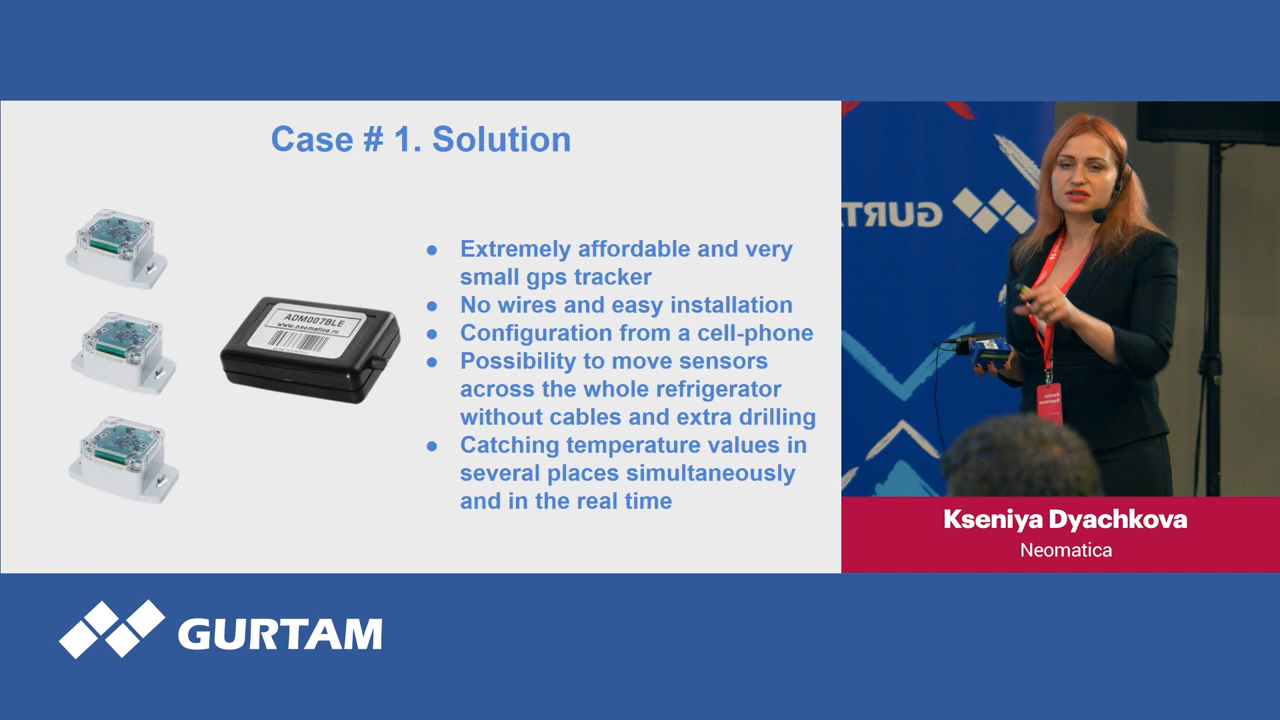 Case # 1. Solution
ADM007BLE
www.neomatica.ru
● Extremely affordable and very
small gps tracker
● No wires and easy installation
● Configuration from a cell-phone
● Possibility to move sensors
across the whole refrigerator
without cables and extra drilling
● Catching temperature values in
several places simultaneously
and in the real time
GURTAM
Kseniya Dyachkova
Neomatica
GURTAM